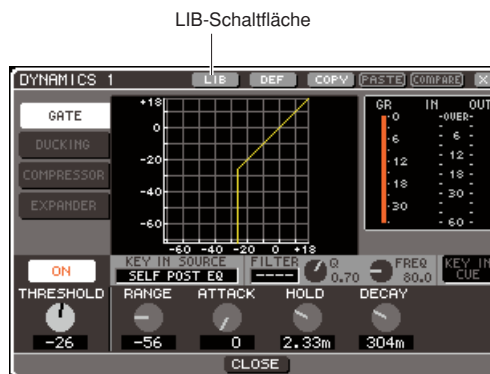 LIB-Schaltfläche
DYNAMICS 1 LIB DEF COPY PASTE COMPARE X
GATE
DUCKING
COMPRESSOR
EXPANDER
+18
0
-20
-40
-60
-60 -40 -20 0 +18
GR IN OUT
0 -OVER-
6 6
12 12
18 18
30 30
60
ON
KEY IN SOURCE
SELF POST EQ
FILTER
----
Q
0.70
FREQ
80.0
KEY IN
CUE
THRESHOLD RANGE ATTACK HOLD DECAY
-26 -56 0 2.33m 304m
CLOSE